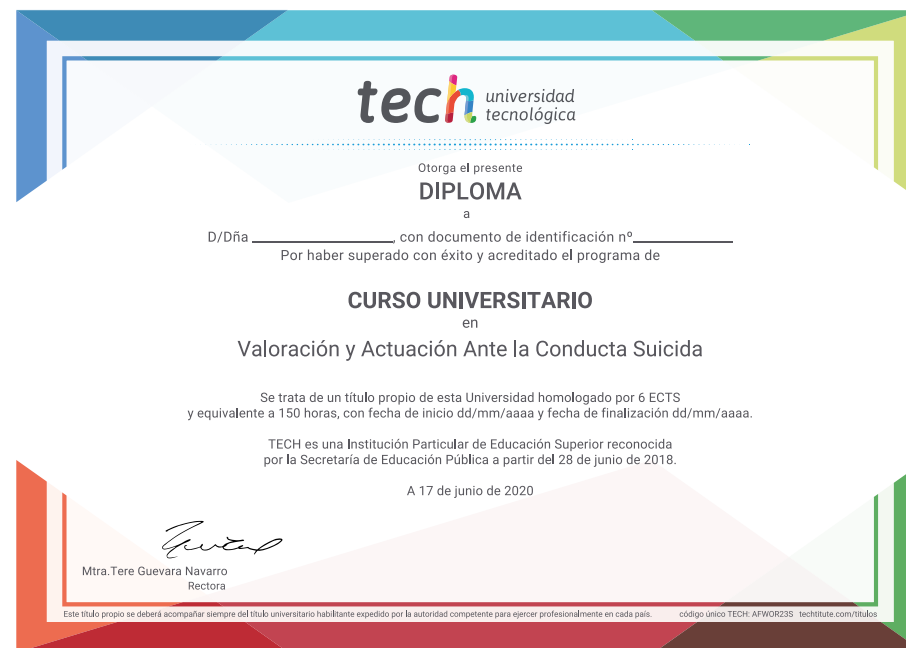 tech universidad
tecnológica
Otorga el presente
DIPLOMA
a
D/Dña ____________________, con documento de identificación nº______________
Por haber superado con éxito y acreditado el programa de
CURSO UNIVERSITARIO
en
Valoración y Actuación Ante la Conducta Suicida
Se trata de un título propio de esta Universidad homologado por 6 ECTS
y equivalente a 150 horas, con fecha de inicio dd/mm/aaaa y fecha de finalización dd/mm/aaaa.
TECH es una Institución Particular de Educación Superior reconocida
por la Secretaría de Educación Pública a partir del 28 de junio de 2018.
A 17 de junio de 2020
Mtra.Tere Guevara Navarro
Rectora
Este título propio se deberá acompañar siempre del título universitario habilitante expedido por la autoridad competente para ejercer profesionalmente en cada país. código único TECH: AFWOR23S techtitute.com/titulos